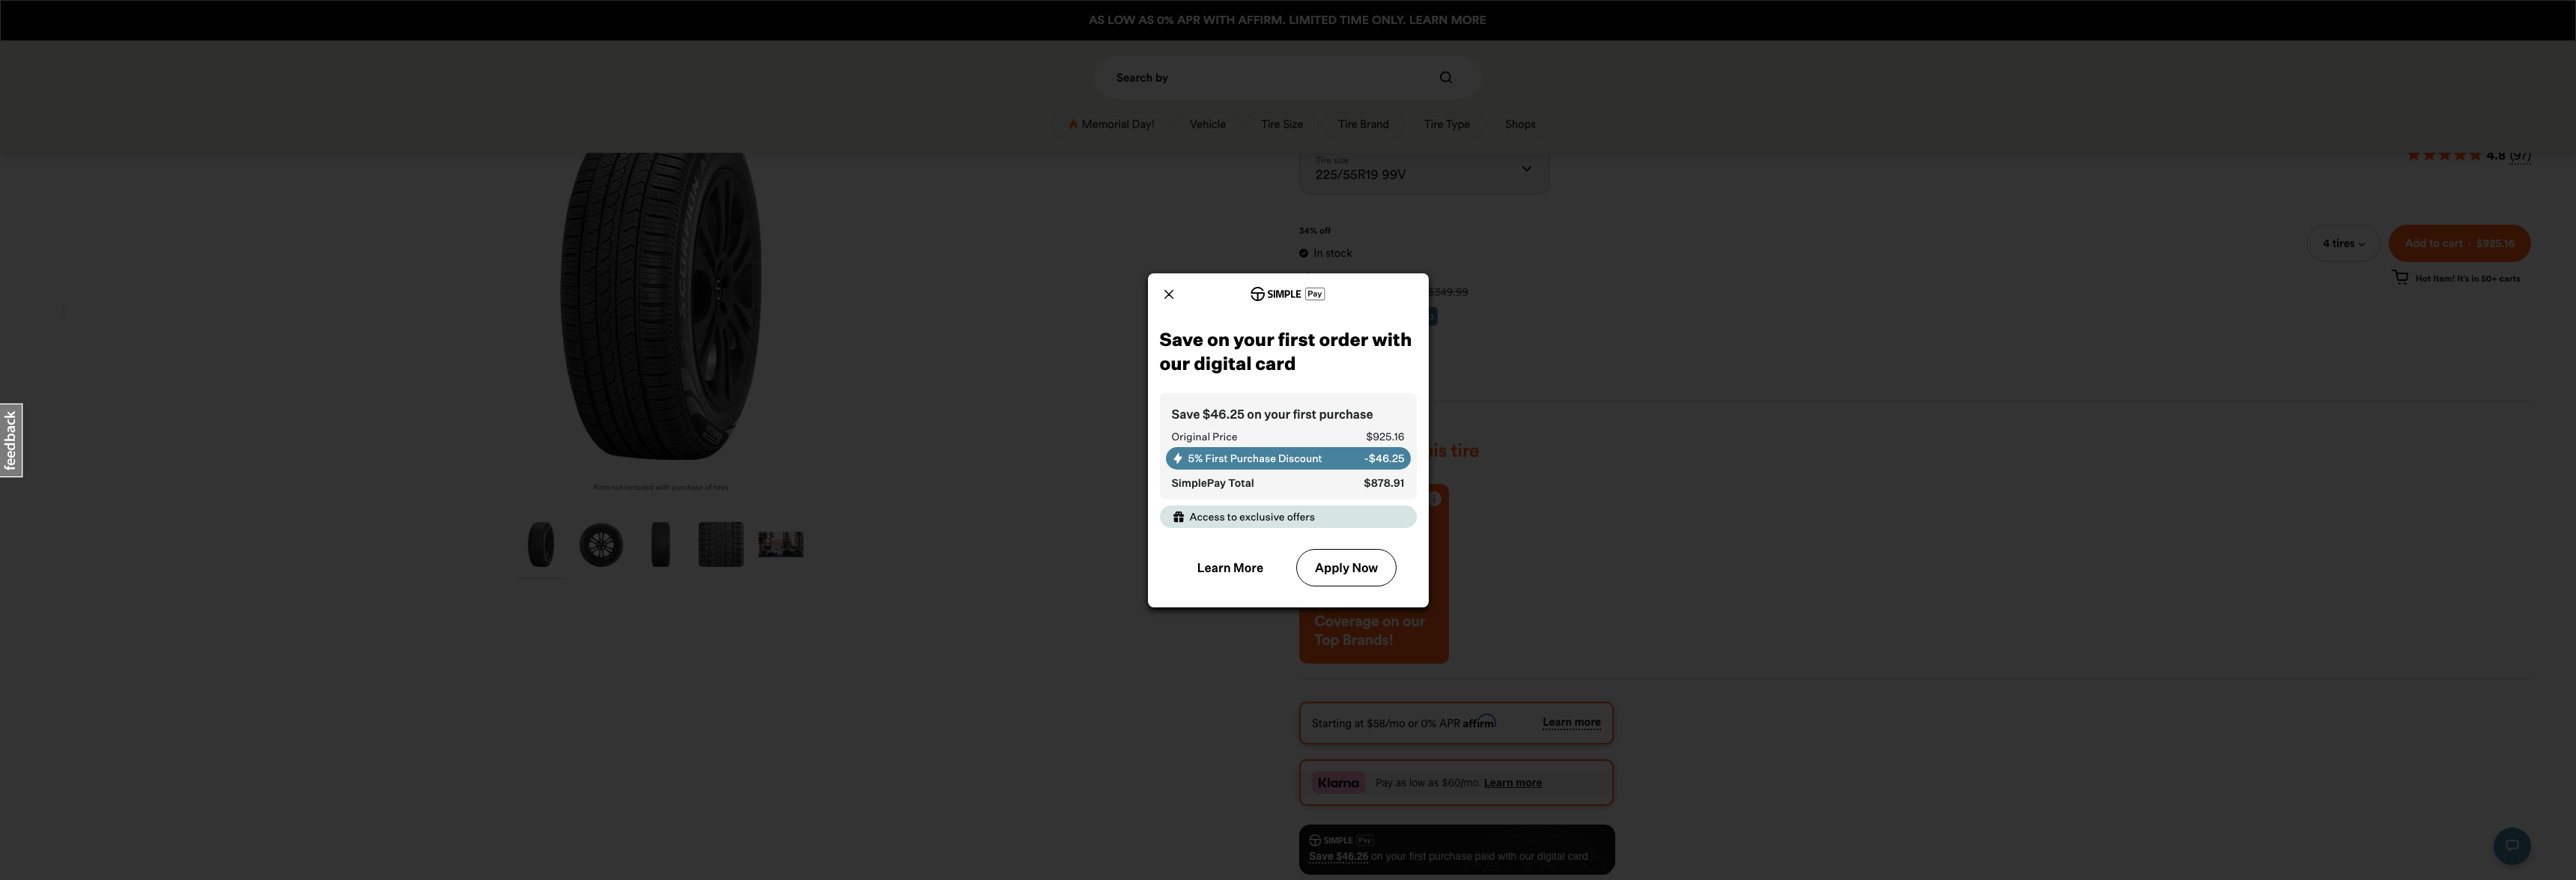 AS LOW AS 0% APR WITH AFFIRM. LIMITED TIME ONLY. LEARN MORE
Search by
Memorial Day!
Vehicle
Tire Size
Tire Brand
Tire Type
Shops
SCORPION
Rims not included with purchase of tires
feedback
Tire size
225/55R19 99V
4.8 (97)
34% off
In stock
$349.99
4 tires
Add to cart · $925.16
Hot Item! It's in 50+ carts
SIMPLE Pay
Save on your first order with
our digital card
Save $46.25 on your first purchase
Original Price $925.16
5% First Purchase Discount -$46.25
SimplePay Total $878.91
Access to exclusive offers
Learn More
Apply Now
his tire
Coverage on our
Top Brands!
Starting at $58/mo or 0% APR affirm Learn more
Klarna Pay as low as $60/mo. Learn more
SIMPLE Pay
Save $46.26 on your first purchase paid with our digital card